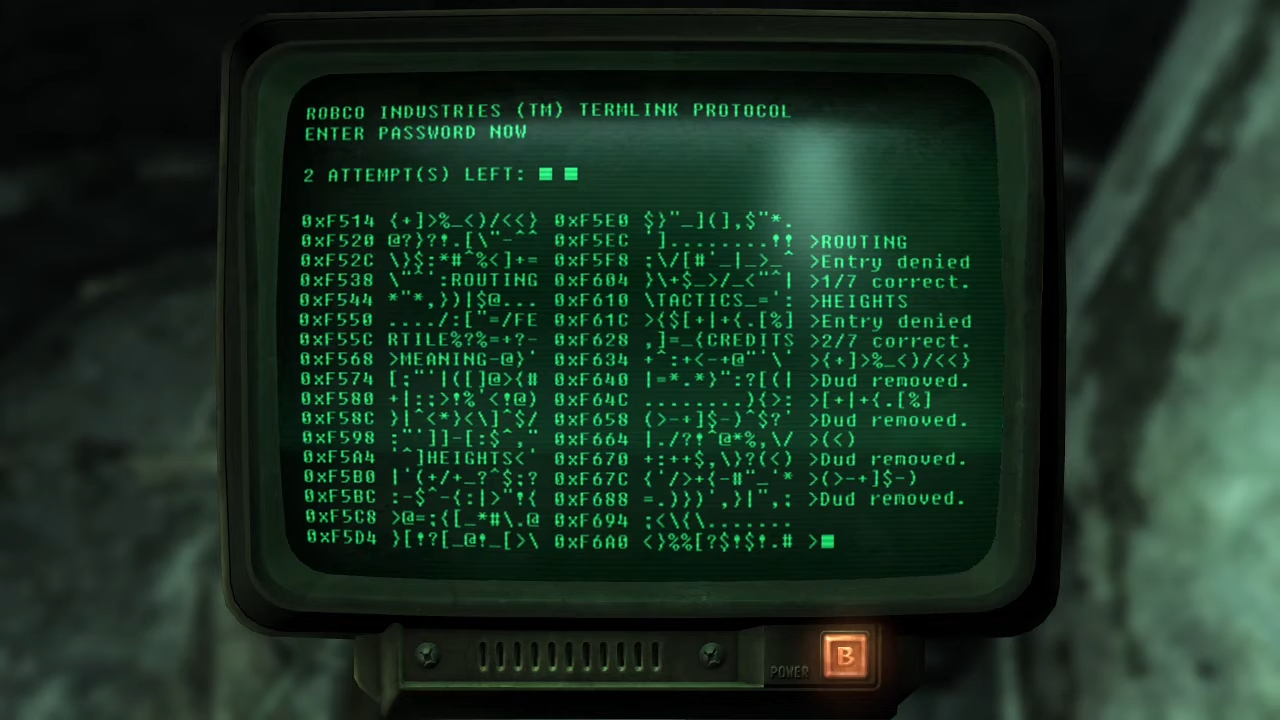 ROBCO INDUSTRIES (TM) TERMLINK PROTOCOL
ENTER PASSWORD NOW
2 ATTEMPT(S) LEFT: ■ ■
0xF514 {+]>%_<)/<<} 0xF5E0 $}"_](],$"*.
0xF520 @?}?!.[\"-^^ 0xF5EC ^]........!! >ROUTING
0xF52C \}$:*#^%<]+= 0xF5F8 ;\/[#'_|_>_^ >Entry denied
0xF538 \"^^:ROUTING 0xF604 }\+$_>/_<"^| >1/7 correct.
0xF544 *"*,})|$@... 0xF610 \TACTICS_=': >HEIGHTS
0xF550 ..../:["=/FE 0xF61C >{$[+|+{.[%] >Entry denied
0xF55C RTILE%?%=+?- 0xF628 ,]=_{CREDITS >2/7 correct.
0xF568 >MEANING-@}' 0xF634 +^:+<-+@"'\' >{+]>%_<)/<<}
0xF574 [;"'|([]@>{# 0xF640 |=*.*}":?[(| >Dud removed.
0xF580 +|:;>!%'<!@) 0xF64C ........){>: >[+|+{.[%]
0xF58C }|^<*}<\]^$/ 0xF658 (>-+]$-)^$?' >Dud removed.
0xF598 :"']]-[:$^," 0xF664 |./?!^@*%,\/ >(<)
0xF5A4 '^]HEIGHTS<' 0xF670 +:++$,\}?(<) >Dud removed.
0xF5B0 |'(+/+_?^$;? 0xF67C {'/>+{-#"_'* >(>-+]$-)
0xF5BC :-$^-{:|>"!{ 0xF688 =.)))',}|",; >Dud removed.
0xF5C8 >@=;{[_*#\.@ 0xF694 ;<\{\.......
0xF5D4 }[!?[_@!_[>\ 0xF6A0 <}%%[?$!$!.# >■
POWER
B